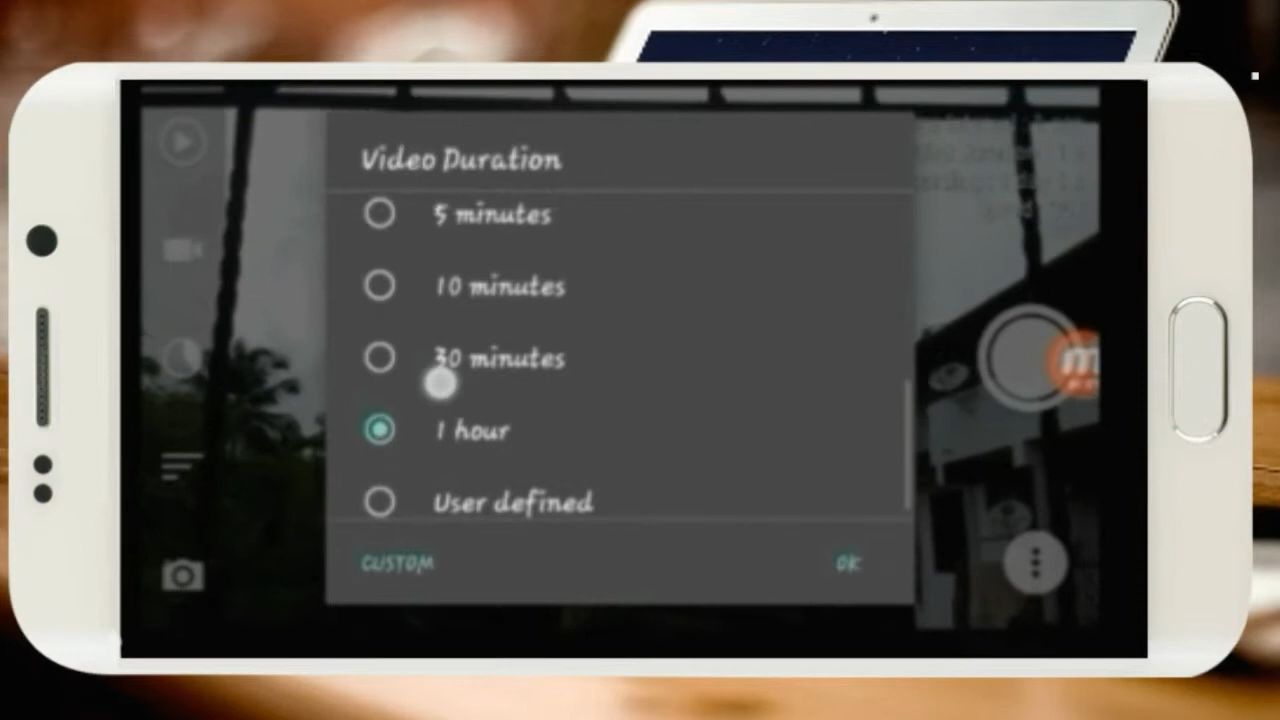 Video Duration
5 minutes
10 minutes
30 minutes
1 hour
User defined
CUSTOM
OK